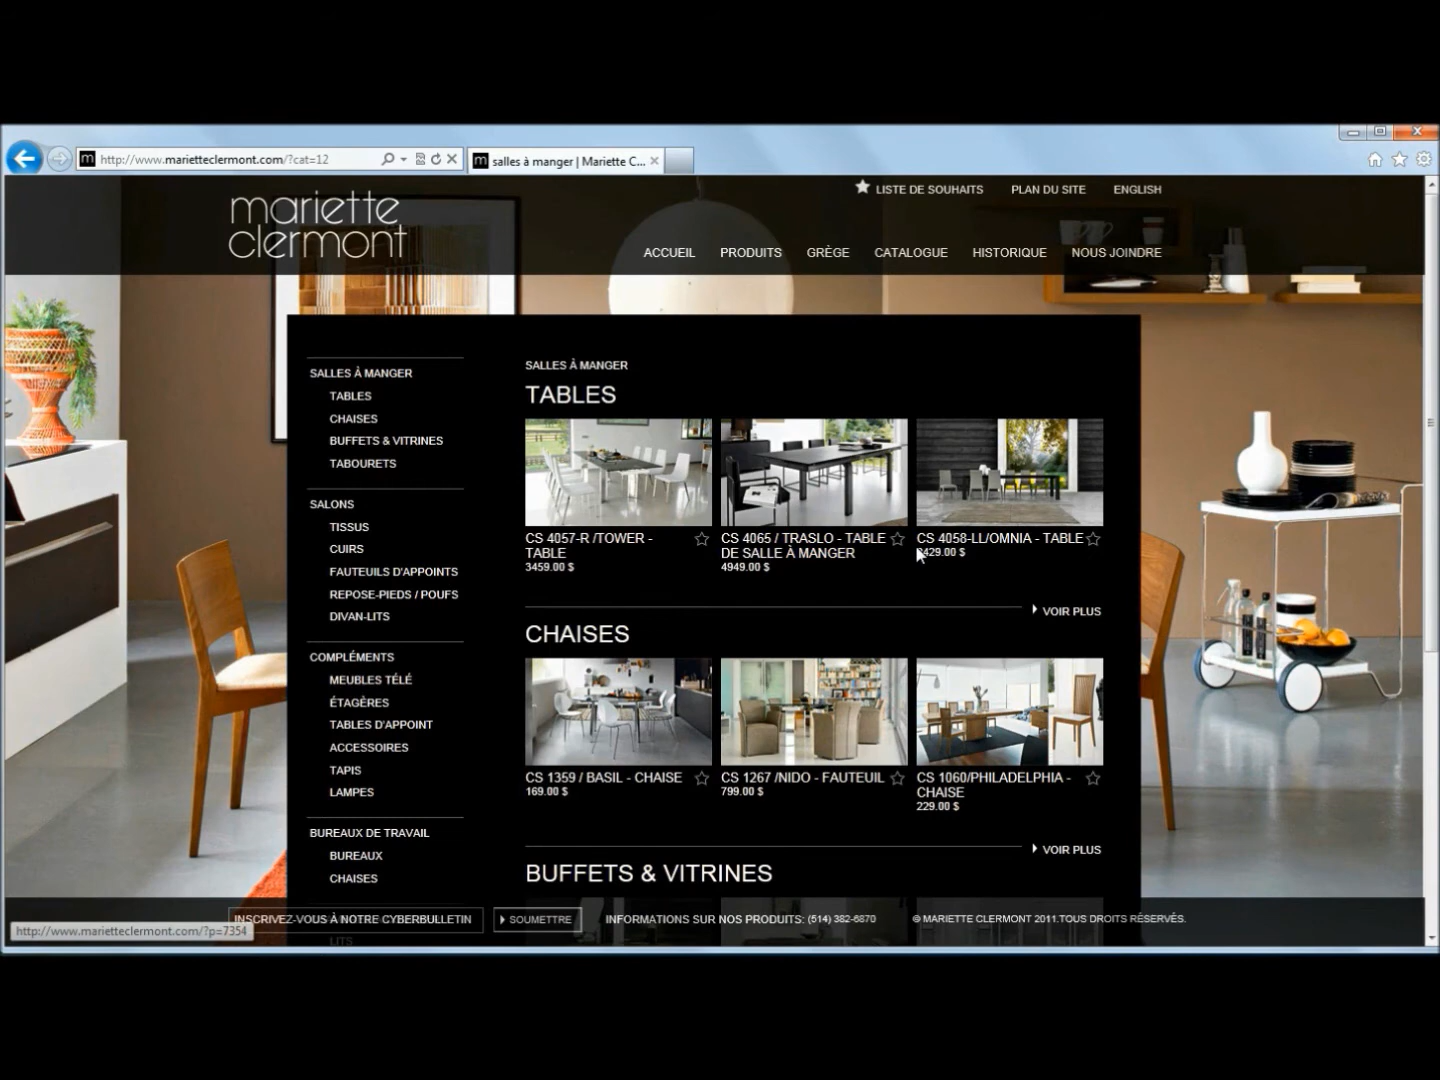 http://www.marietteclermont.com/?cat=12
salles à manger | Mariette C...
mariette
clermont
LISTE DE SOUHAITS
PLAN DU SITE
ENGLISH
ACCUEIL
PRODUITS
GRÈGE
CATALOGUE
HISTORIQUE
NOUS JOINDRE
SALLES À MANGER
TABLES
CHAISES
BUFFETS & VITRINES
TABOURETS
SALONS
TISSUS
CUIRS
FAUTEUILS D'APPOINTS
REPOSE-PIEDS / POUFS
DIVAN-LITS
COMPLÉMENTS
MEUBLES TÉLÉ
ÉTAGÈRES
TABLES D'APPOINT
ACCESSOIRES
TAPIS
LAMPES
BUREAUX DE TRAVAIL
BUREAUX
CHAISES
LITS
SALLES À MANGER
TABLES
CS 4057-R /TOWER -
TABLE
3459.00 $
CS 4065 / TRASLO - TABLE
DE SALLE À MANGER
4949.00 $
CS 4058-LL/OMNIA - TABLE
VOIR PLUS
CHAISES
CS 1359 / BASIL - CHAISE
169.00 $
CS 1267 /NIDO - FAUTEUIL
799.00 $
CS 1060/PHILADELPHIA -
CHAISE
229.00 $
VOIR PLUS
BUFFETS & VITRINES
INSCRIVEZ-VOUS À NOTRE CYBERBULLETIN
SOUMETTRE
INFORMATIONS SUR NOS PRODUITS: (514) 382-6870
© MARIETTE CLERMONT 2011.TOUS DROITS RÉSERVÉS.
http://www.marietteclermont.com/?p=7354